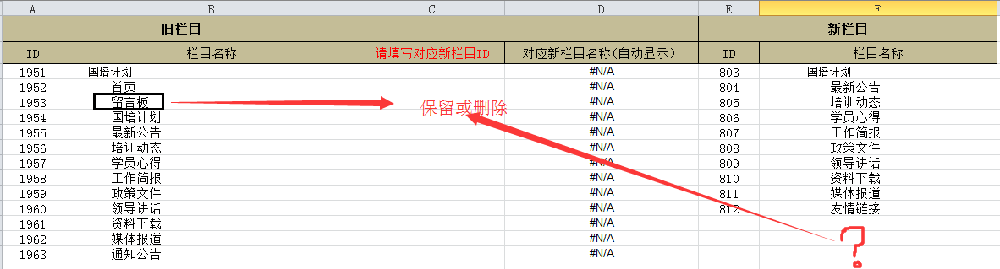 A B C D E F
旧栏目 新栏目
ID 栏目名称 请填写对应新栏目ID 对应新栏目名称(自动显示) ID 栏目名称
1951 国培计划 #N/A 803 国培计划
1952 首页 #N/A 804 最新公告
1953 留言板 #N/A 805 培训动态
保留或删除
1954 国培计划 #N/A 806 学员心得
1955 最新公告 #N/A 807 工作简报
1956 培训动态 #N/A 808 政策文件
1957 学员心得 #N/A 809 领导讲话
1958 工作简报 #N/A 810 资料下载
1959 政策文件 #N/A 811 媒体报道
1960 领导讲话 #N/A 812 友情链接
1961 资料下载 #N/A
1962 媒体报道 #N/A
1963 通知公告 #N/A
?